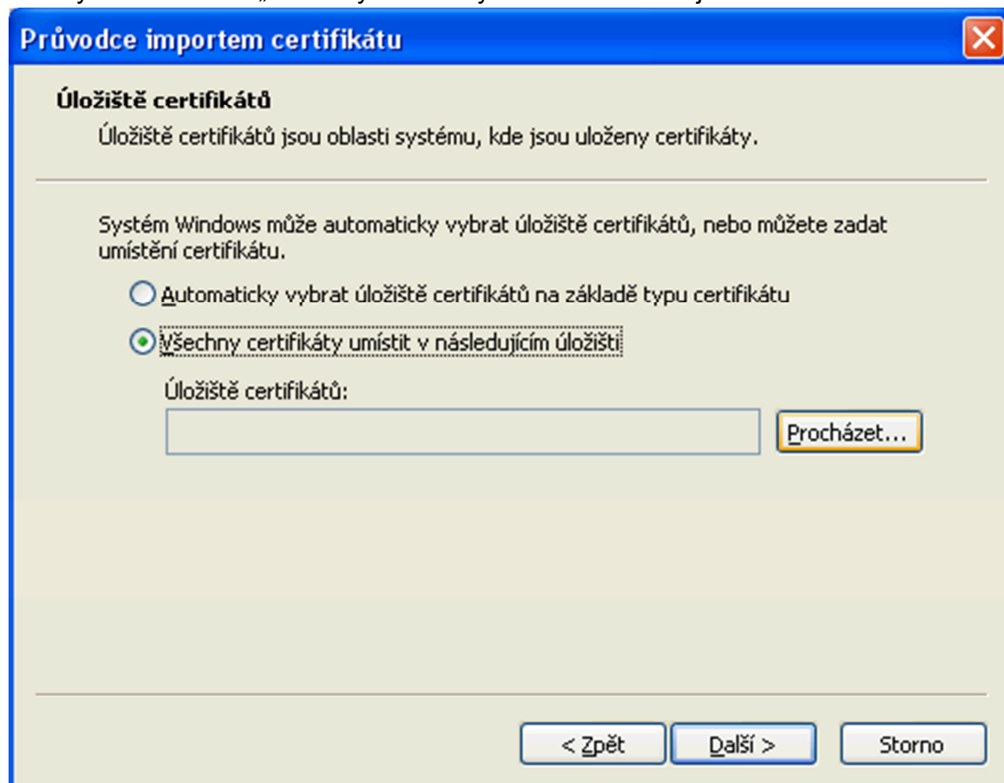 Průvodce importem certifikátu
Úložiště certifikátů
Úložiště certifikátů jsou oblasti systému, kde jsou uloženy certifikáty.
Systém Windows může automaticky vybrat úložiště certifikátů, nebo můžete zadat
umístění certifikátu.
Automaticky vybrat úložiště certifikátů na základě typu certifikátu
Všechny certifikáty umístit v následujícím úložišti
Úložiště certifikátů:
Procházet...
< Zpět
Další >
Storno